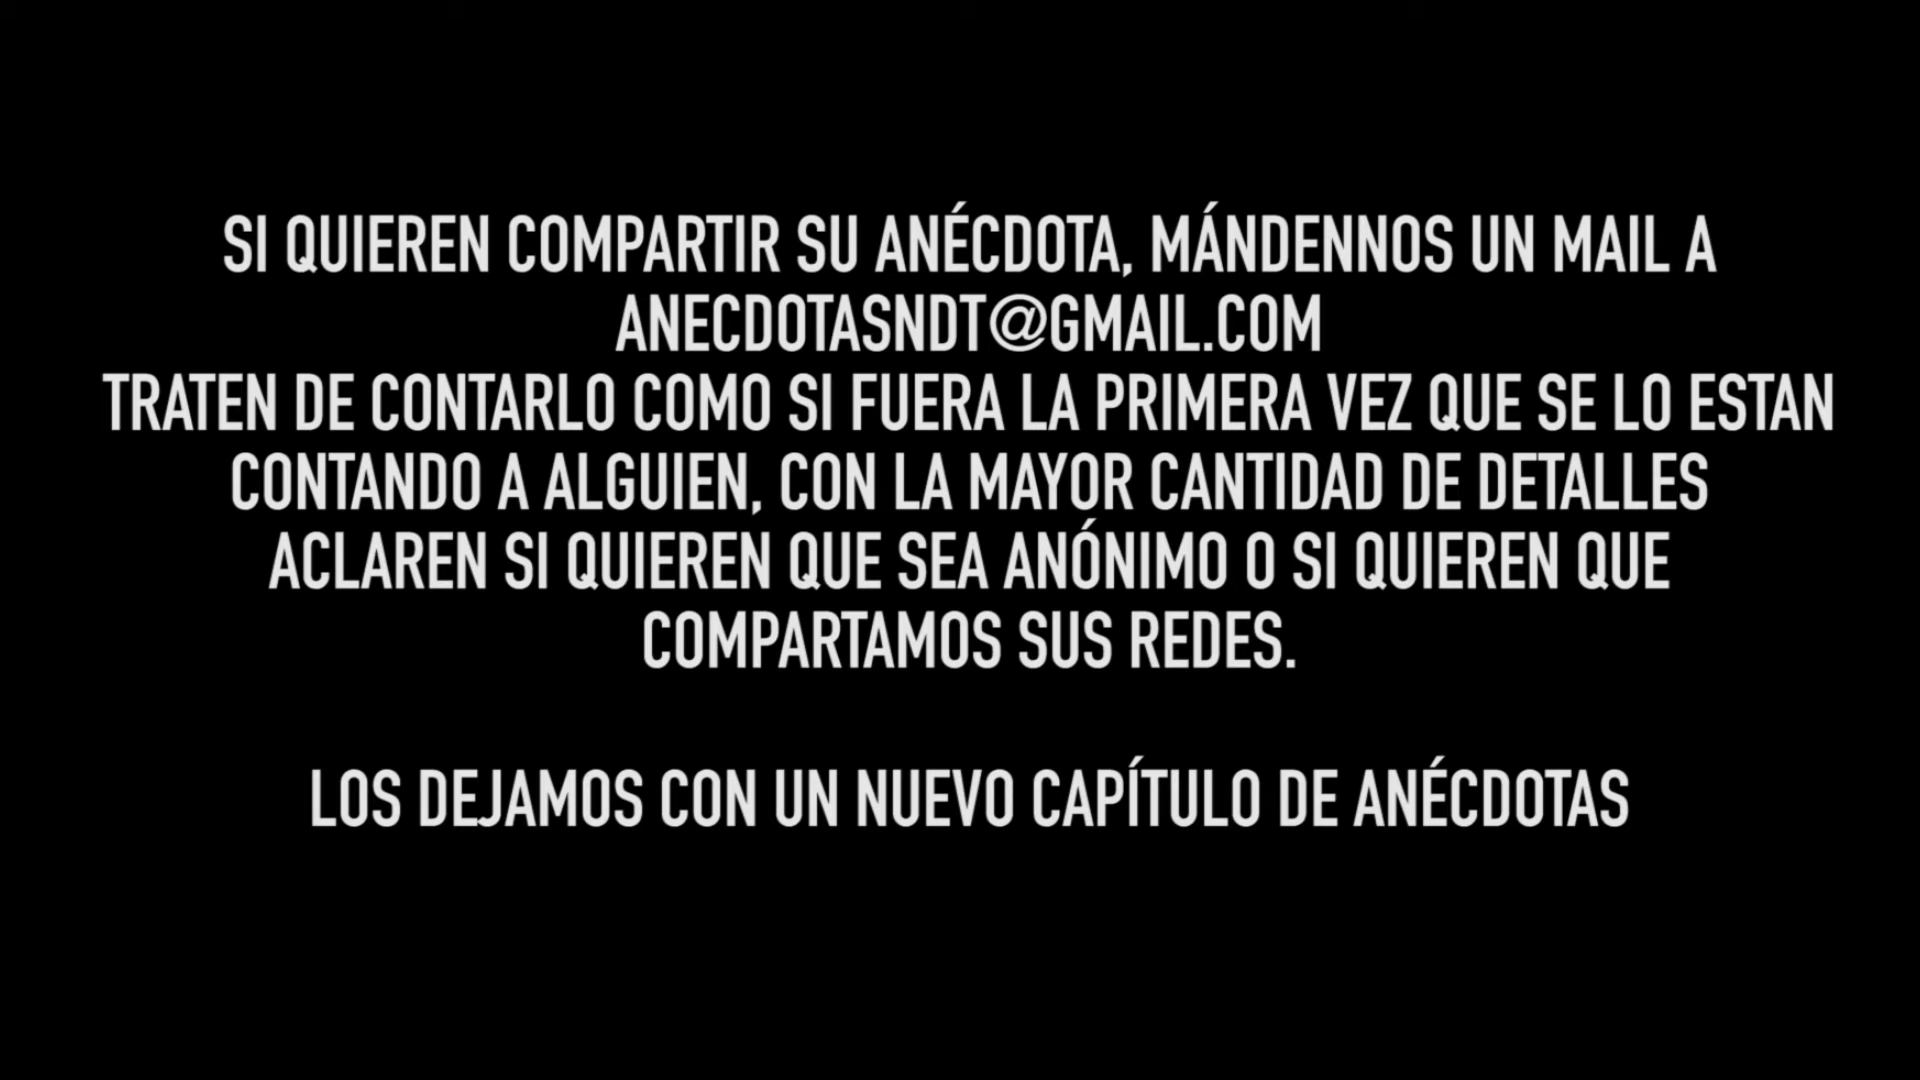 SI QUIEREN COMPARTIR SU ANÉCDOTA, MÁNDENNOS UN MAIL A
ANECDOTASNDT@GMAIL.COM
TRATEN DE CONTARLO COMO SI FUERA LA PRIMERA VEZ QUE SE LO ESTAN
CONTANDO A ALGUIEN, CON LA MAYOR CANTIDAD DE DETALLES
ACLAREN SI QUIEREN QUE SEA ANÓNIMO O SI QUIEREN QUE
COMPARTAMOS SUS REDES.
LOS DEJAMOS CON UN NUEVO CAPÍTULO DE ANÉCDOTAS